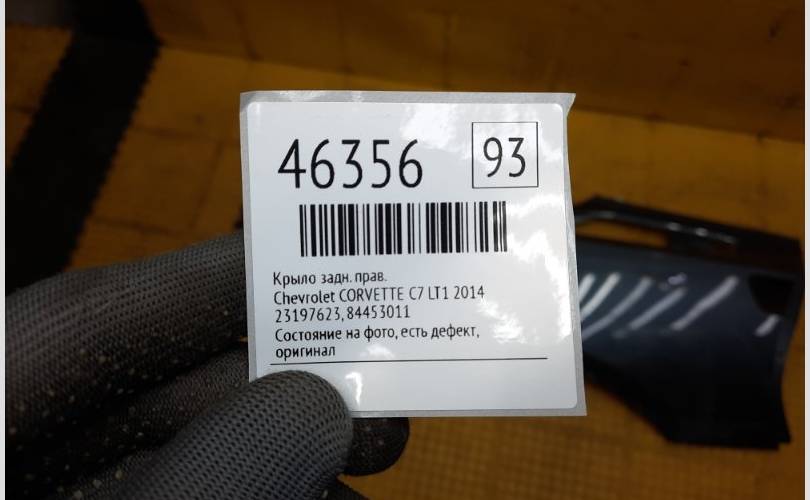 46356 93
Крыло задн. прав.
Chevrolet CORVETTE C7 LT1 2014
23197623, 84453011
Состояние на фото, есть дефект,
оригинал